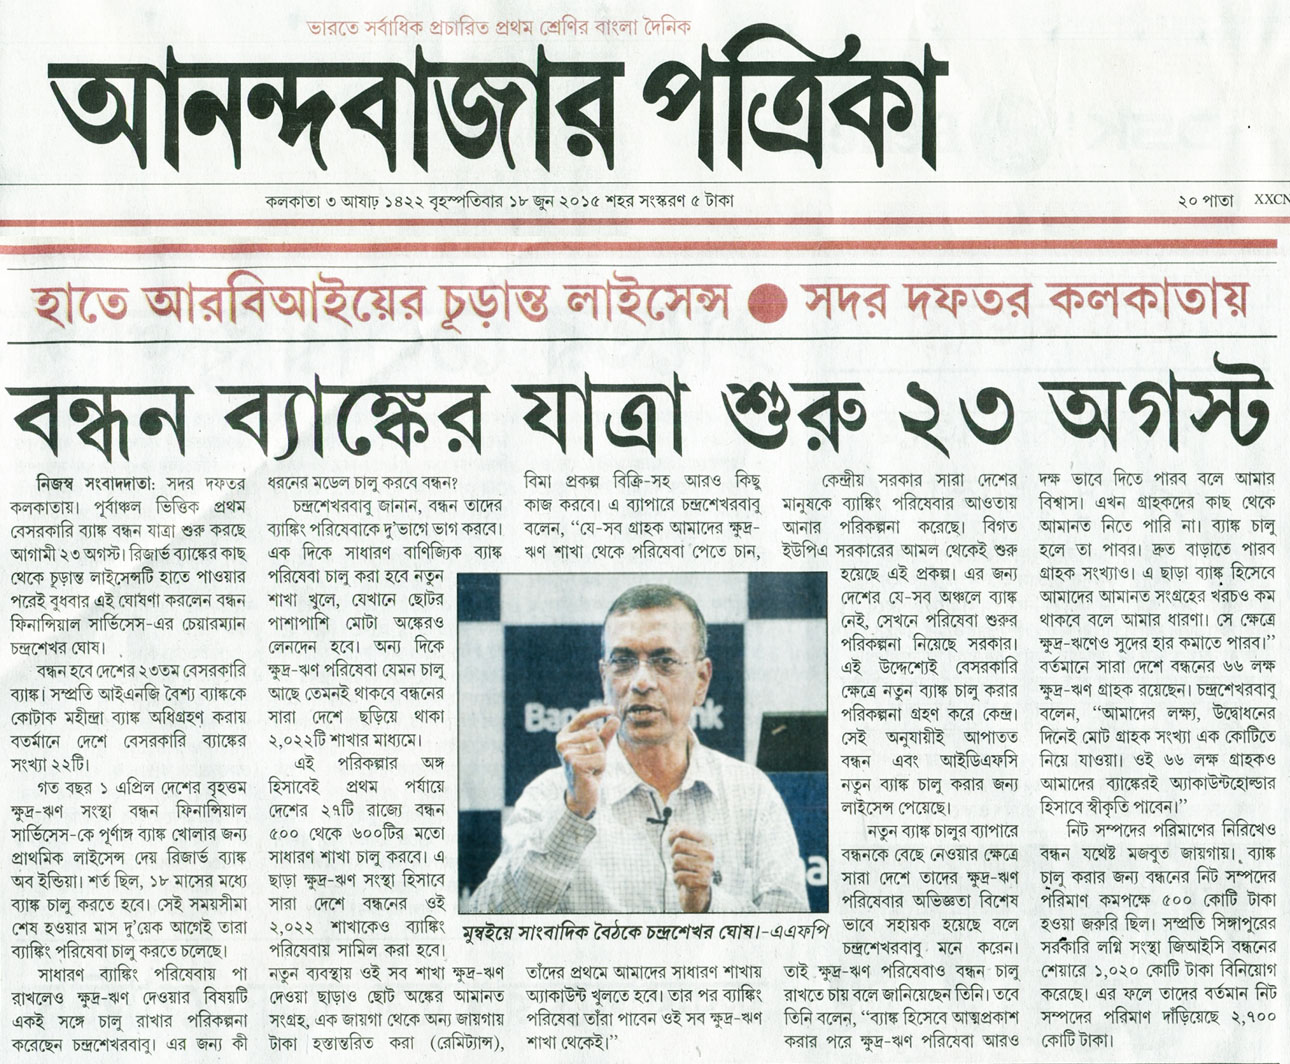 ভারতে সর্বাধিক প্রচারিত প্রথম শ্রেণির বাংলা দৈনিক
আনন্দবাজার পত্রিকা
কলকাতা ৩ আষাঢ় ১৪২২ বৃহস্পতিবার ১৮ জুন ২০১৫ শহর সংস্করণ ৫ টাকা
২০ পাতা XXCN
হাতে আরবিআইয়ের চূড়ান্ত লাইসেন্স ● সদর দফতর কলকাতায়
বন্ধন ব্যাঙ্কের যাত্রা শুরু ২৩ অগস্ট
নিজস্ব সংবাদদাতা: সদর দফতর
কলকাতায়। পূর্বাঞ্চল ভিত্তিক প্রথম
বেসরকারি ব্যাঙ্ক বন্ধন যাত্রা শুরু করছে
আগামী ২৩ অগস্ট। রিজার্ভ ব্যাঙ্কের কাছ
থেকে চূড়ান্ত লাইসেন্সটি হাতে পাওয়ার
পরেই বুধবার এই ঘোষণা করলেন বন্ধন
ফিনান্সিয়াল সার্ভিসেস-এর চেয়ারম্যান
চন্দ্রশেখর ঘোষ।
বন্ধন হবে দেশের ২৩তম বেসরকারি
ব্যাঙ্ক। সম্প্রতি আইএনজি বৈশ্য ব্যাঙ্ককে
কোটাক মহীন্দ্রা ব্যাঙ্ক অধিগ্রহণ করায়
বর্তমানে দেশে বেসরকারি ব্যাঙ্কের
সংখ্যা ২২টি।
গত বছর ১ এপ্রিল দেশের বৃহত্তম
ক্ষুদ্র-ঋণ সংস্থা বন্ধন ফিনান্সিয়াল
সার্ভিসেস-কে পূর্ণাঙ্গ ব্যাঙ্ক খোলার জন্য
প্রাথমিক লাইসেন্স দেয় রিজার্ভ ব্যাঙ্ক
অব ইন্ডিয়া। শর্ত ছিল, ১৮ মাসের মধ্যে
ব্যাঙ্ক চালু করতে হবে। সেই সময়সীমা
শেষ হওয়ার মাস দু’য়েক আগেই তারা
ব্যাঙ্কিং পরিষেবা চালু করতে চলেছে।
সাধারণ ব্যাঙ্কিং পরিষেবায় পা
রাখলেও ক্ষুদ্র-ঋণ দেওয়ার বিষয়টি
একই সঙ্গে চালু রাখার পরিকল্পনা
করেছেন চন্দ্রশেখরবাবু। এর জন্য কী
ধরনের মডেল চালু করবে বন্ধন?
চন্দ্রশেখরবাবু জানান, বন্ধন তাদের
ব্যাঙ্কিং পরিষেবাকে দু’ভাগে ভাগ করবে।
এক দিকে সাধারণ বাণিজ্যিক ব্যাঙ্ক
পরিষেবা চালু করা হবে নতুন
শাখা খুলে, যেখানে ছোটর
পাশাপাশি মোটা অঙ্কেরও
লেনদেন হবে। অন্য দিকে
ক্ষুদ্র-ঋণ পরিষেবা যেমন চালু
আছে তেমনই থাকবে বন্ধনের
সারা দেশে ছড়িয়ে থাকা
২,০২২টি শাখার মাধ্যমে।
এই পরিকল্পার অঙ্গ
হিসাবেই প্রথম পর্যায়ে
দেশের ২৭টি রাজ্যে বন্ধন
৫০০ থেকে ৬০০টির মতো
সাধারণ শাখা চালু করবে। এ
ছাড়া ক্ষুদ্র-ঋণ সংস্থা হিসাবে
সারা দেশে বন্ধনের ওই
২,০২২ শাখাকেও ব্যাঙ্কিং
পরিষেবায় সামিল করা হবে।
নতুন ব্যবস্থায় ওই সব শাখা ক্ষুদ্র-ঋণ
দেওয়া ছাড়াও ছোট অঙ্কের আমানত
সংগ্রহ, এক জায়গা থেকে অন্য জায়গায়
টাকা হস্তান্তরিত করা (রেমিট্যান্স),
বিমা প্রকল্প বিক্রি-সহ আরও কিছু
কাজ করবে। এ ব্যাপারে চন্দ্রশেখরবাবু
বলেন, “যে-সব গ্রাহক আমাদের ক্ষুদ্র-
ঋণ শাখা থেকে পরিষেবা পেতে চান,
Bandhan Bank
Ba
মুম্বইয়ে সাংবাদিক বৈঠকে চন্দ্রশেখর ঘোষ।-এএফপি
তাঁদের প্রথমে আমাদের সাধারণ শাখায়
অ্যাকাউন্ট খুলতে হবে। তার পর ব্যাঙ্কিং
পরিষেবা তাঁরা পাবেন ওই সব ক্ষুদ্র-ঋণ
শাখা থেকেই।”
কেন্দ্রীয় সরকার সারা দেশের
মানুষকে ব্যাঙ্কিং পরিষেবার আওতায়
আনার পরিকল্পনা করেছে। বিগত
ইউপিএ সরকারের আমল থেকেই শুরু
হয়েছে এই প্রকল্প। এর জন্য
দেশের যে-সব অঞ্চলে ব্যাঙ্ক
নেই, সেখানে পরিষেবা শুরুর
পরিকল্পনা নিয়েছে সরকার।
এই উদ্দেশ্যেই বেসরকারি
ক্ষেত্রে নতুন ব্যাঙ্ক চালু করার
পরিকল্পনা গ্রহণ করে কেন্দ্র।
সেই অনুযায়ীই আপাতত
বন্ধন এবং আইডিএফসি
নতুন ব্যাঙ্ক চালু করার জন্য
লাইসেন্স পেয়েছে।
নতুন ব্যাঙ্ক চালুর ব্যাপারে
বন্ধনকে বেছে নেওয়ার ক্ষেত্রে
সারা দেশে তাদের ক্ষুদ্র-ঋণ
পরিষেবার অভিজ্ঞতা বিশেষ
ভাবে সহায়ক হয়েছে বলে
চন্দ্রশেখরবাবু মনে করেন।
তাই ক্ষুদ্র-ঋণ পরিষেবাও বন্ধন চালু
রাখতে চায় বলে জানিয়েছেন তিনি। তবে
তিনি বলেন, “ব্যাঙ্ক হিসেবে আত্মপ্রকাশ
করার পরে ক্ষুদ্র-ঋণ পরিষেবা আরও
দক্ষ ভাবে দিতে পারব বলে আমার
বিশ্বাস। এখন গ্রাহকদের কাছ থেকে
আমানত নিতে পারি না। ব্যাঙ্ক চালু
হলে তা পাবর। দ্রুত বাড়াতে পারব
গ্রাহক সংখ্যাও। এ ছাড়া ব্যাঙ্ক হিসেবে
আমাদের আমানত সংগ্রহের খরচও কম
থাকবে বলে আমার ধারণা। সে ক্ষেত্রে
ক্ষুদ্র-ঋণেও সুদের হার কমাতে পারব।”
বর্তমানে সারা দেশে বন্ধনের ৬৬ লক্ষ
ক্ষুদ্র-ঋণ গ্রাহক রয়েছেন। চন্দ্রশেখরবাবু
বলেন, “আমাদের লক্ষ্য, উদ্বোধনের
দিনেই মোট গ্রাহক সংখ্যা এক কোটিতে
নিয়ে যাওয়া। ওই ৬৬ লক্ষ গ্রাহকও
আমাদের ব্যাঙ্কেরই অ্যাকাউন্টহোল্ডার
হিসাবে স্বীকৃতি পাবেন।”
নিট সম্পদের পরিমাণের নিরিখেও
বন্ধন যথেষ্ট মজবুত জায়গায়। ব্যাঙ্ক
চালু করার জন্য বন্ধনের নিট সম্পদের
পরিমাণ কমপক্ষে ৫০০ কোটি টাকা
হওয়া জরুরি ছিল। সম্প্রতি সিঙ্গাপুরের
সরকারি লগ্নি সংস্থা জিআইসি বন্ধনের
শেয়ারে ১,০২০ কোটি টাকা বিনিয়োগ
করেছে। এর ফলে তাদের বর্তমান নিট
সম্পদের পরিমাণ দাঁড়িয়েছে ২,৭০০
কোটি টাকা।